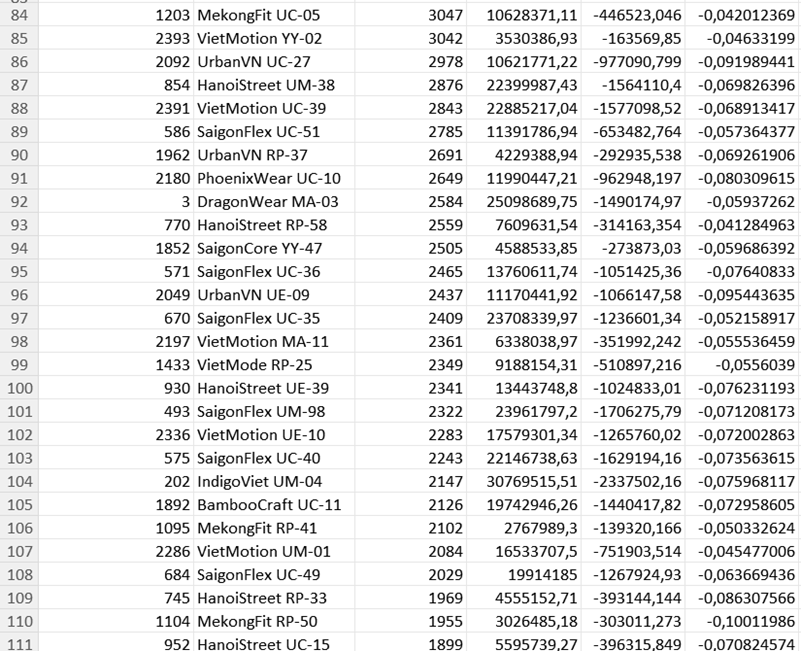 84 1203 MekongFit UC-05 3047 10628371,11 -446523,046 -0,042012369
85 2393 VietMotion YY-02 3042 3530386,93 -163569,85 -0,04633199
86 2092 UrbanVN UC-27 2978 10621771,22 -977090,799 -0,091989441
87 854 HanoiStreet UM-38 2876 22399987,43 -1564110,4 -0,069826396
88 2391 VietMotion UC-39 2843 22885217,04 -1577098,52 -0,068913417
89 586 SaigonFlex UC-51 2785 11391786,94 -653482,764 -0,057364377
90 1962 UrbanVN RP-37 2691 4229388,94 -292935,538 -0,069261906
91 2180 PhoenixWear UC-10 2649 11990447,21 -962948,197 -0,080309615
92 3 DragonWear MA-03 2584 25098689,75 -1490174,97 -0,05937262
93 770 HanoiStreet RP-58 2559 7609631,54 -314163,354 -0,041284963
94 1852 SaigonCore YY-47 2505 4588533,85 -273873,03 -0,059686392
95 571 SaigonFlex UC-36 2465 13760611,74 -1051425,36 -0,07640833
96 2049 UrbanVN UE-09 2437 11170441,92 -1066147,58 -0,095443635
97 670 SaigonFlex UC-35 2409 23708339,97 -1236601,34 -0,052158917
98 2197 VietMotion MA-11 2361 6338038,97 -351992,242 -0,055536459
99 1433 VietMode RP-25 2349 9188154,31 -510897,216 -0,0556039
100 930 HanoiStreet UE-39 2341 13443748,8 -1024833,01 -0,076231193
101 493 SaigonFlex UM-98 2322 23961797,2 -1706275,79 -0,071208173
102 2336 VietMotion UE-10 2283 17579301,34 -1265760,02 -0,072002863
103 575 SaigonFlex UC-40 2243 22146738,63 -1629194,16 -0,073563615
104 202 IndigoViet UM-04 2147 30769515,51 -2337502,16 -0,075968117
105 1892 BambooCraft UC-11 2126 19742946,26 -1440417,82 -0,072958605
106 1095 MekongFit RP-41 2102 2767989,3 -139320,166 -0,050332624
107 2286 VietMotion UM-01 2084 16533707,5 -751903,514 -0,045477006
108 684 SaigonFlex UC-49 2029 19914185 -1267924,93 -0,063669436
109 745 HanoiStreet RP-33 1969 4555152,71 -393144,144 -0,086307566
110 1104 MekongFit RP-50 1955 3026485,18 -303011,273 -0,10011986
111 952 HanoiStreet UC-15 1899 5595739,27 -396315,849 -0,070824574